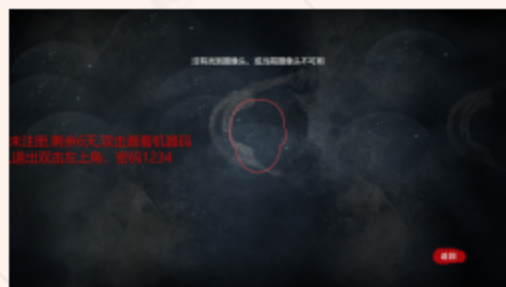 没有找到摄像头，或当前摄像头不可用
未注册,剩余6天,双击查看机器码
,退出双击左上角，密码1234
返回